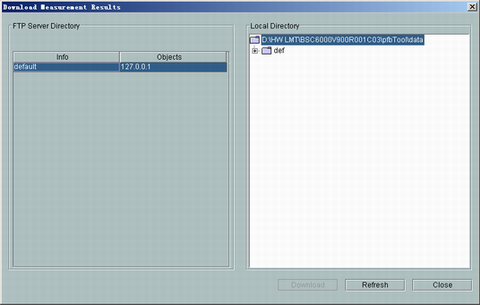 Download Measurement Results
FTP Server Directory
Info Objects
default 127.0.0.1
Local Directory
D:\HW LMT\BSC6000V900R001C03\pfbTool\data
def
Download Refresh Close